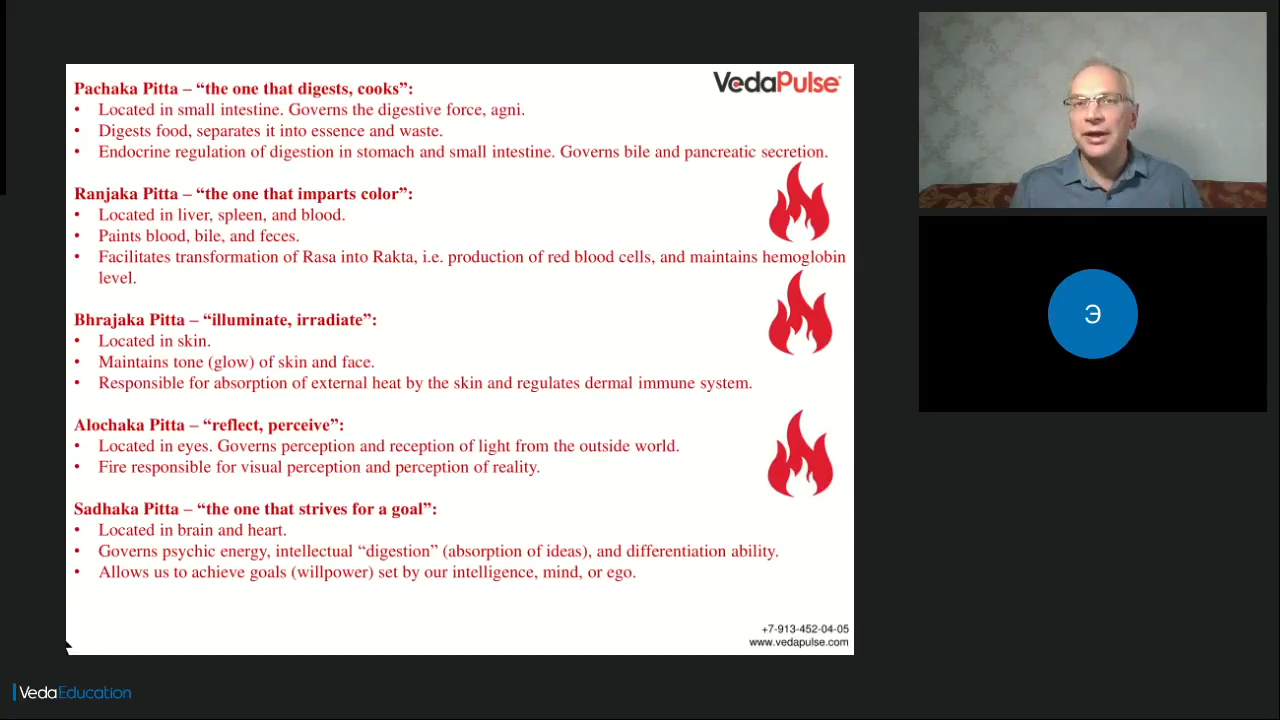 VedaPulse
Pachaka Pitta – “the one that digests, cooks”:
• Located in small intestine. Governs the digestive force, agni.
• Digests food, separates it into essence and waste.
• Endocrine regulation of digestion in stomach and small intestine. Governs bile and pancreatic secretion.
Ranjaka Pitta – “the one that imparts color”:
• Located in liver, spleen, and blood.
• Paints blood, bile, and feces.
• Facilitates transformation of Rasa into Rakta, i.e. production of red blood cells, and maintains hemoglobin
level.
Bhrajaka Pitta – “illuminate, irradiate”:
• Located in skin.
• Maintains tone (glow) of skin and face.
• Responsible for absorption of external heat by the skin and regulates dermal immune system.
Alochaka Pitta – “reflect, perceive”:
• Located in eyes. Governs perception and reception of light from the outside world.
• Fire responsible for visual perception and perception of reality.
Sadhaka Pitta – “the one that strives for a goal”:
• Located in brain and heart.
• Governs psychic energy, intellectual “digestion” (absorption of ideas), and differentiation ability.
• Allows us to achieve goals (willpower) set by our intelligence, mind, or ego.
+7-913-452-04-05
www.vedapulse.com
Э
VedaEducation